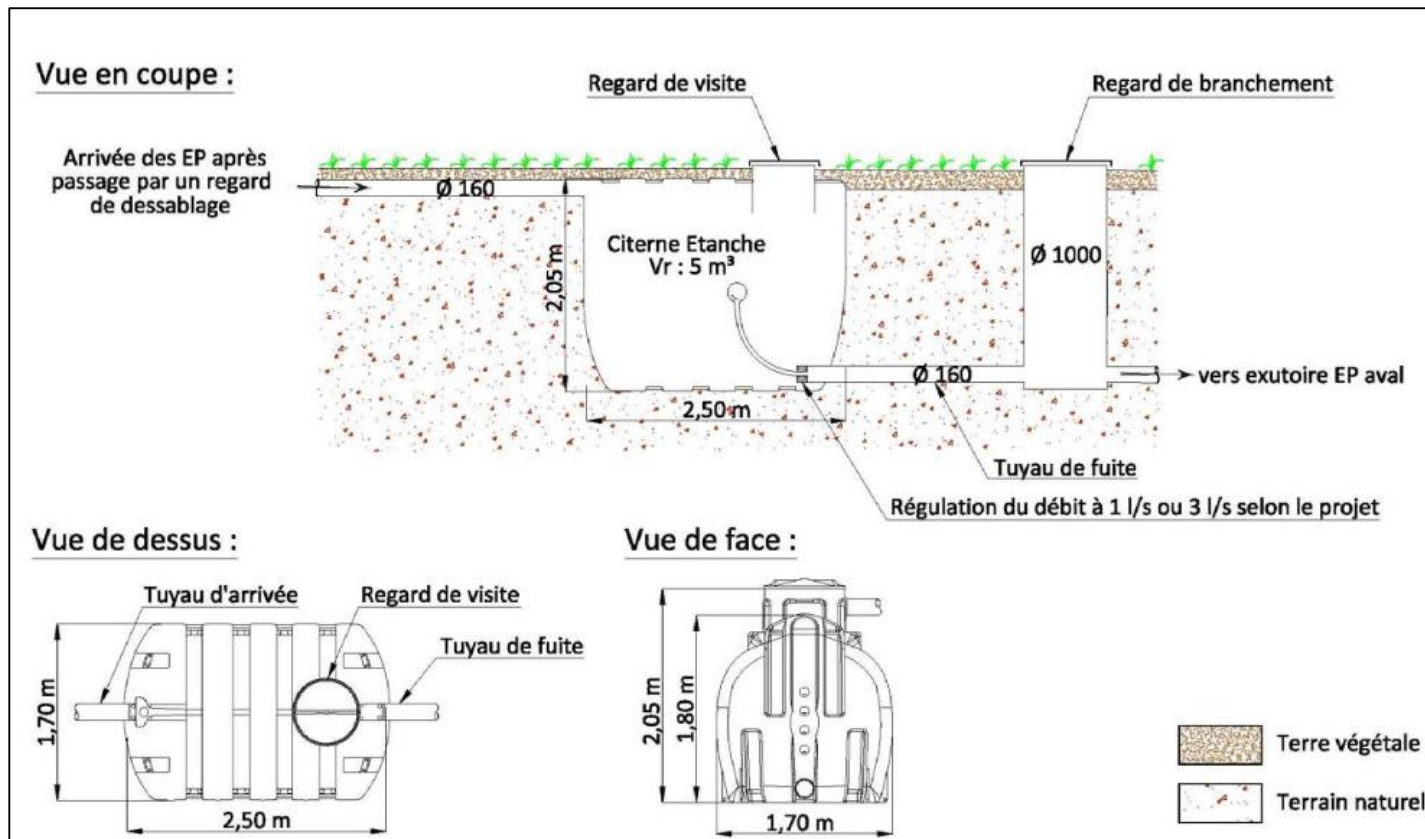 Vue en coupe :
Regard de visite
Regard de branchement
Arrivée des EP après
passage par un regard
de dessablage
Ø 160
Citerne Etanche
Vr : 5 m³
2,05 m
Ø 1000
Ø 160
vers exutoire EP aval
2,50 m
Tuyau de fuite
Régulation du débit à 1 l/s ou 3 l/s selon le projet
Vue de dessus :
Tuyau d'arrivée
Regard de visite
Tuyau de fuite
1,70 m
2,50 m
Vue de face :
2,05 m
1,80 m
1,70 m
Terre végétale
Terrain naturel